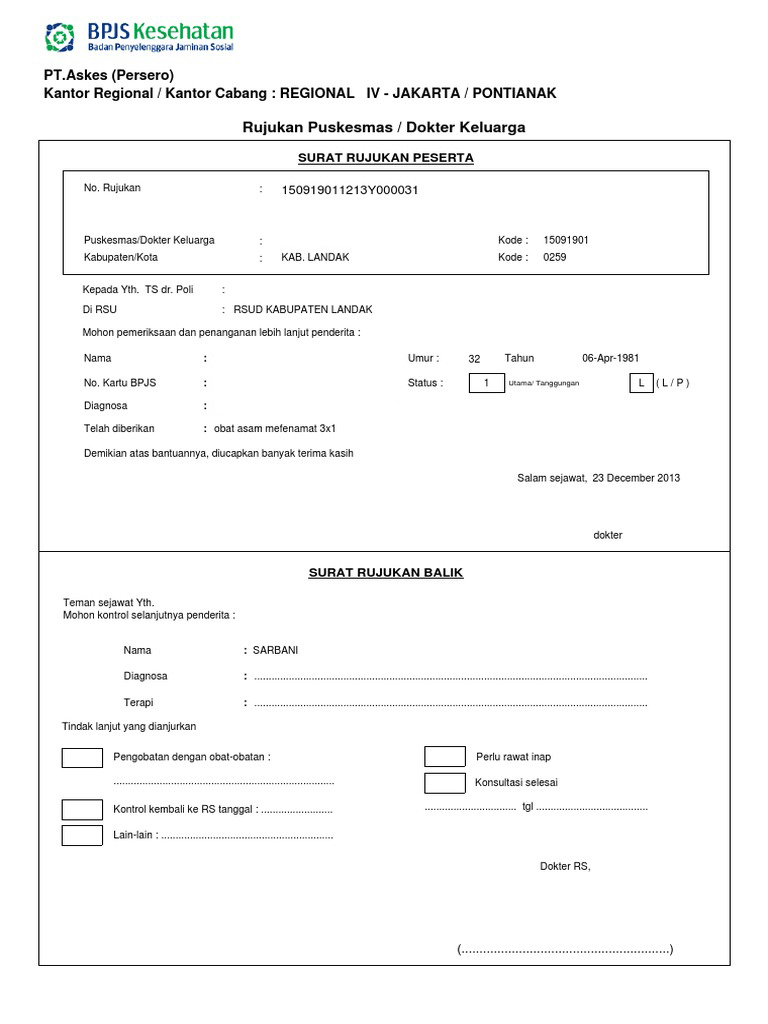 BPJS Kesehatan
Badan Penyelenggara Jaminan Sosial
PT.Askes (Persero)
Kantor Regional / Kantor Cabang : REGIONAL IV - JAKARTA / PONTIANAK
Rujukan Puskesmas / Dokter Keluarga
SURAT RUJUKAN PESERTA
No. Rujukan : 150919011213Y000031
Puskesmas/Dokter Keluarga : Kode : 15091901
Kabupaten/Kota : KAB. LANDAK Kode : 0259
Kepada Yth. TS dr. Poli :
Di RSU : RSUD KABUPATEN LANDAK
Mohon pemeriksaan dan penanganan lebih lanjut penderita :
Nama : Umur : 32 Tahun 06-Apr-1981
No. Kartu BPJS : Status : 1 Utama/ Tanggungan L ( L / P )
Diagnosa :
Telah diberikan : obat asam mefenamat 3x1
Demikian atas bantuannya, diucapkan banyak terima kasih
Salam sejawat, 23 December 2013
dokter
SURAT RUJUKAN BALIK
Teman sejawat Yth.
Mohon kontrol selanjutnya penderita :
Nama : SARBANI
Diagnosa : ........................................................................................................................................
Terapi : ........................................................................................................................................
Tindak lanjut yang dianjurkan
Pengobatan dengan obat-obatan : Perlu rawat inap
............................................................................. Konsultasi selesai
Kontrol kembali ke RS tanggal : ......................... ................................ tgl .......................................
Lain-lain : ............................................................
Dokter RS,
(..........................................................)